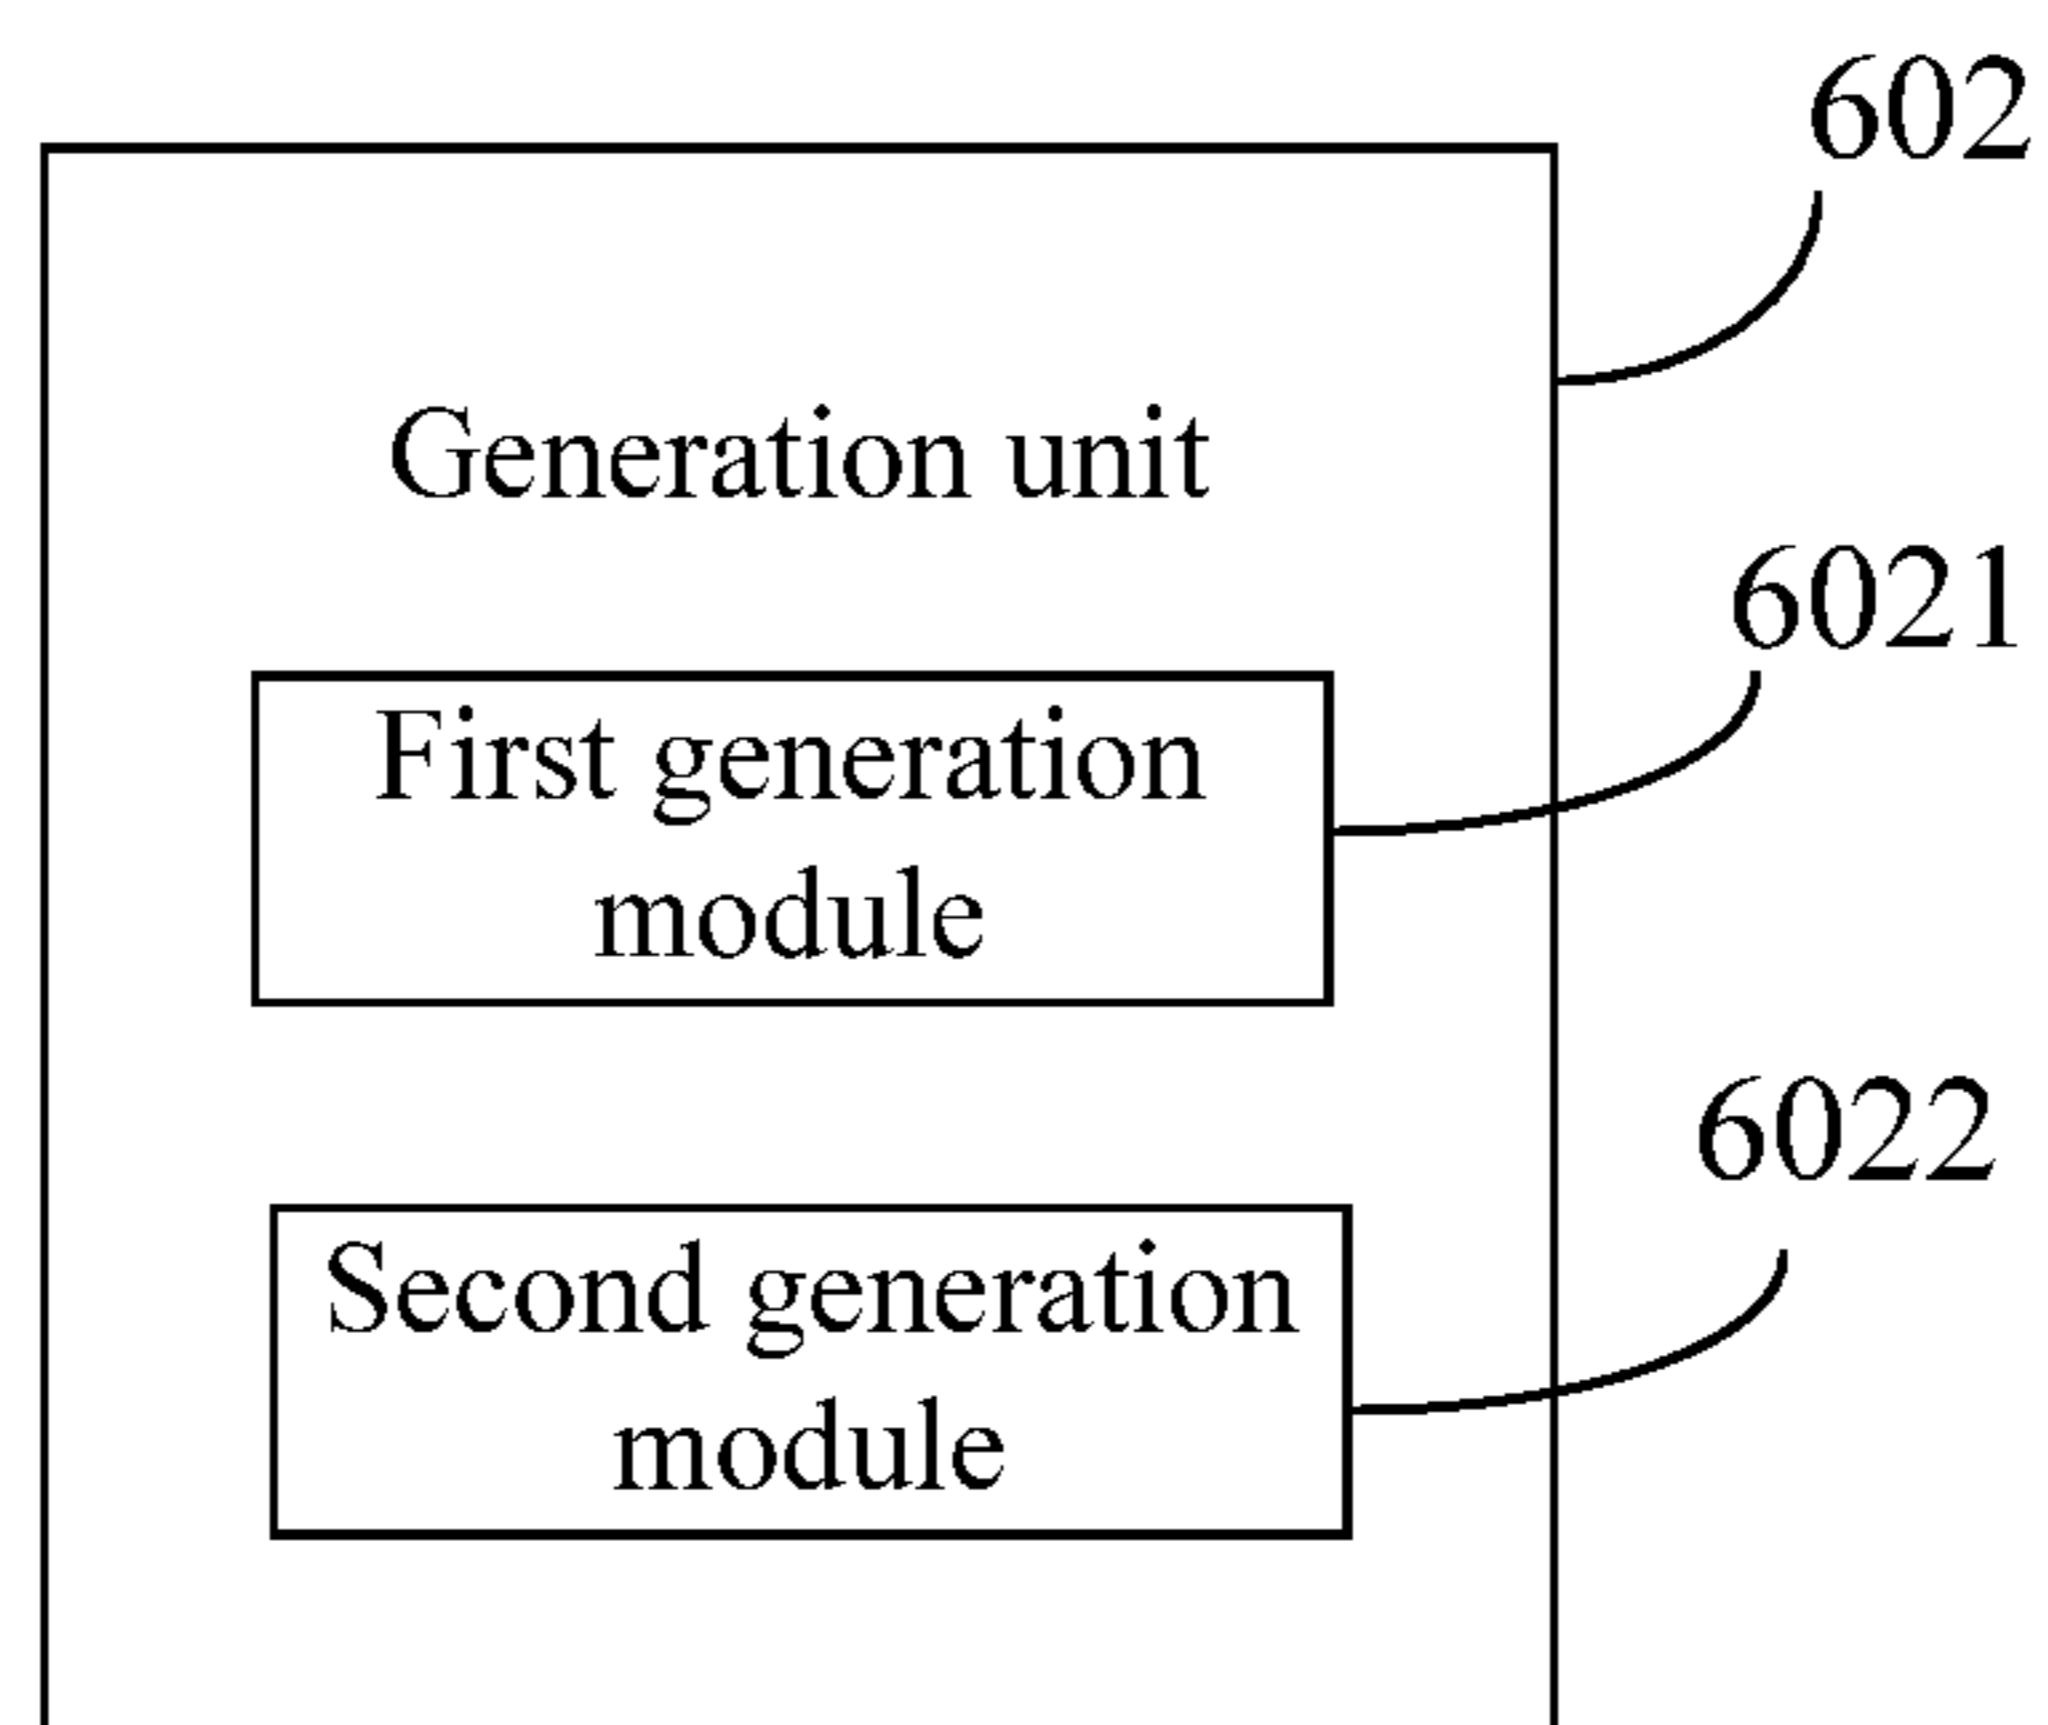 602
Generation unit
6021
First generation
module
6022
Second generation
module